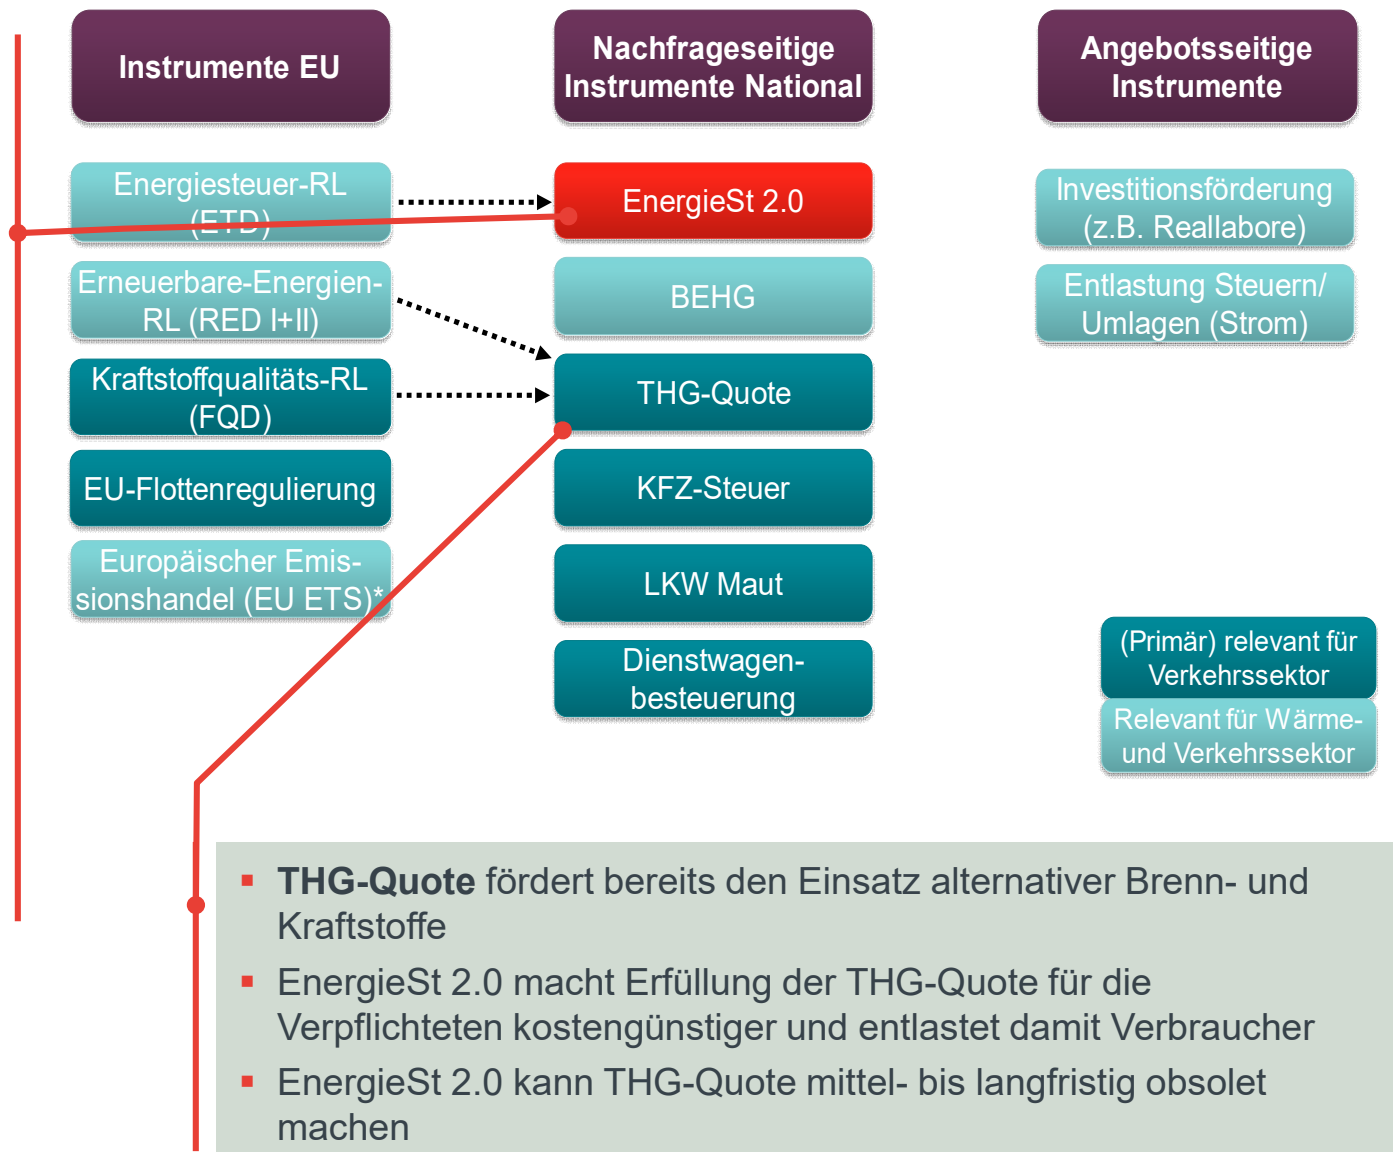 Instrumente EU
Nachfrageseitige
Instrumente National
Angebotsseitige
Instrumente
Energiesteuer-RL
(ETD)
Erneuerbare-Energien-
RL (RED I+II)
Kraftstoffqualitäts-RL
(FQD)
EU-Flottenregulierung
Europäischer Emis-
sionshandel (EU ETS)*
EnergieSt 2.0
BEHG
THG-Quote
KFZ-Steuer
LKW Maut
Dienstwagen-
besteuerung
Investitionsförderung
(z.B. Reallabore)
Entlastung Steuern/
Umlagen (Strom)
(Primär) relevant für
Verkehrssektor
Relevant für Wärme-
und Verkehrssektor
▪ THG-Quote fördert bereits den Einsatz alternativer Brenn- und
Kraftstoffe
▪ EnergieSt 2.0 macht Erfüllung der THG-Quote für die
Verpflichteten kostengünstiger und entlastet damit Verbraucher
▪ EnergieSt 2.0 kann THG-Quote mittel- bis langfristig obsolet
machen